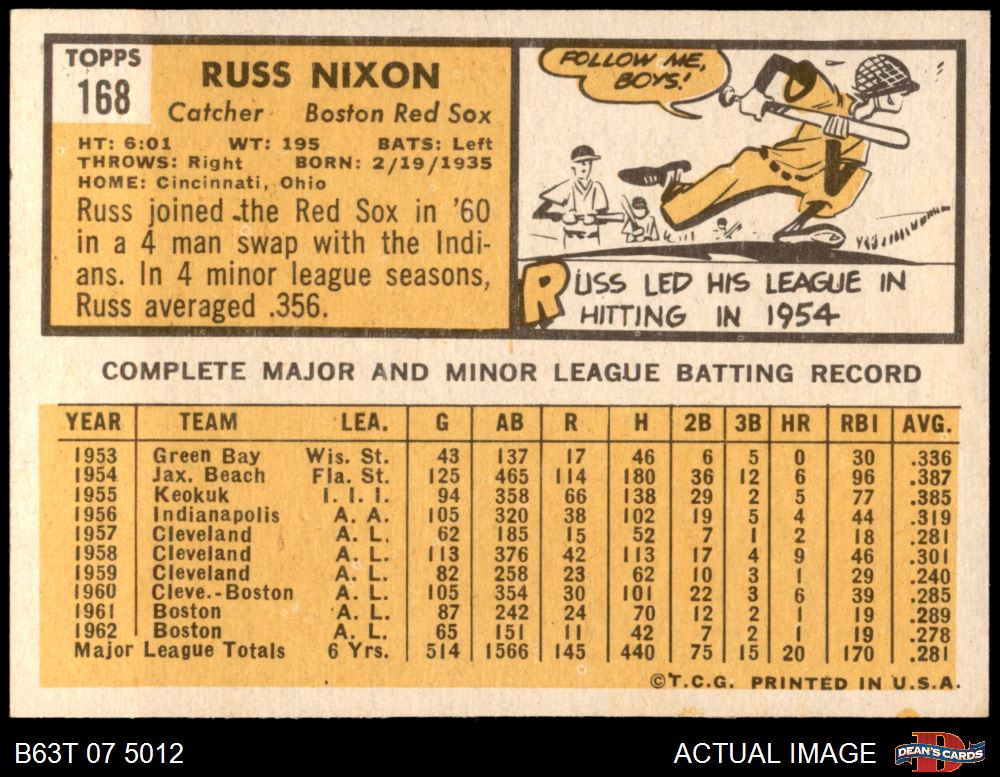 TOPPS
168
RUSS NIXON
Catcher Boston Red Sox
HT: 6:01 WT: 195 BATS: Left
THROWS: Right BORN: 2/19/1935
HOME: Cincinnati, Ohio
Russ joined the Red Sox in '60
in a 4 man swap with the Indi-
ans. In 4 minor league seasons,
Russ averaged .356.
FOLLOW ME,
BOYS!
RUSS LED HIS LEAGUE IN
HITTING IN 1954
COMPLETE MAJOR AND MINOR LEAGUE BATTING RECORD
YEAR TEAM LEA. G AB R H 2B 3B HR RBI AVG.
1953 Green Bay Wis. St. 43 137 17 46 6 5 0 30 .336
1954 Jax. Beach Fla. St. 125 465 114 180 36 12 6 96 .387
1955 Keokuk I. I. I. 94 358 66 138 29 2 5 77 .385
1956 Indianapolis A. A. 105 320 38 102 19 5 4 44 .319
1957 Cleveland A. L. 62 185 15 52 7 1 2 18 .281
1958 Cleveland A. L. 113 376 42 113 17 4 9 46 .301
1959 Cleveland A. L. 82 258 23 62 10 3 1 29 .240
1960 Cleve.-Boston A. L. 105 354 30 101 22 3 6 39 .285
1961 Boston A. L. 87 242 24 70 12 2 1 19 .289
1962 Boston A. L. 65 151 11 42 7 2 1 19 .278
Major League Totals 6 Yrs. 514 1566 145 440 75 15 20 170 .281
©T.C.G. PRINTED IN U.S.A.
B63T 07 5012 ACTUAL IMAGE
D
DEAN'S CARDS